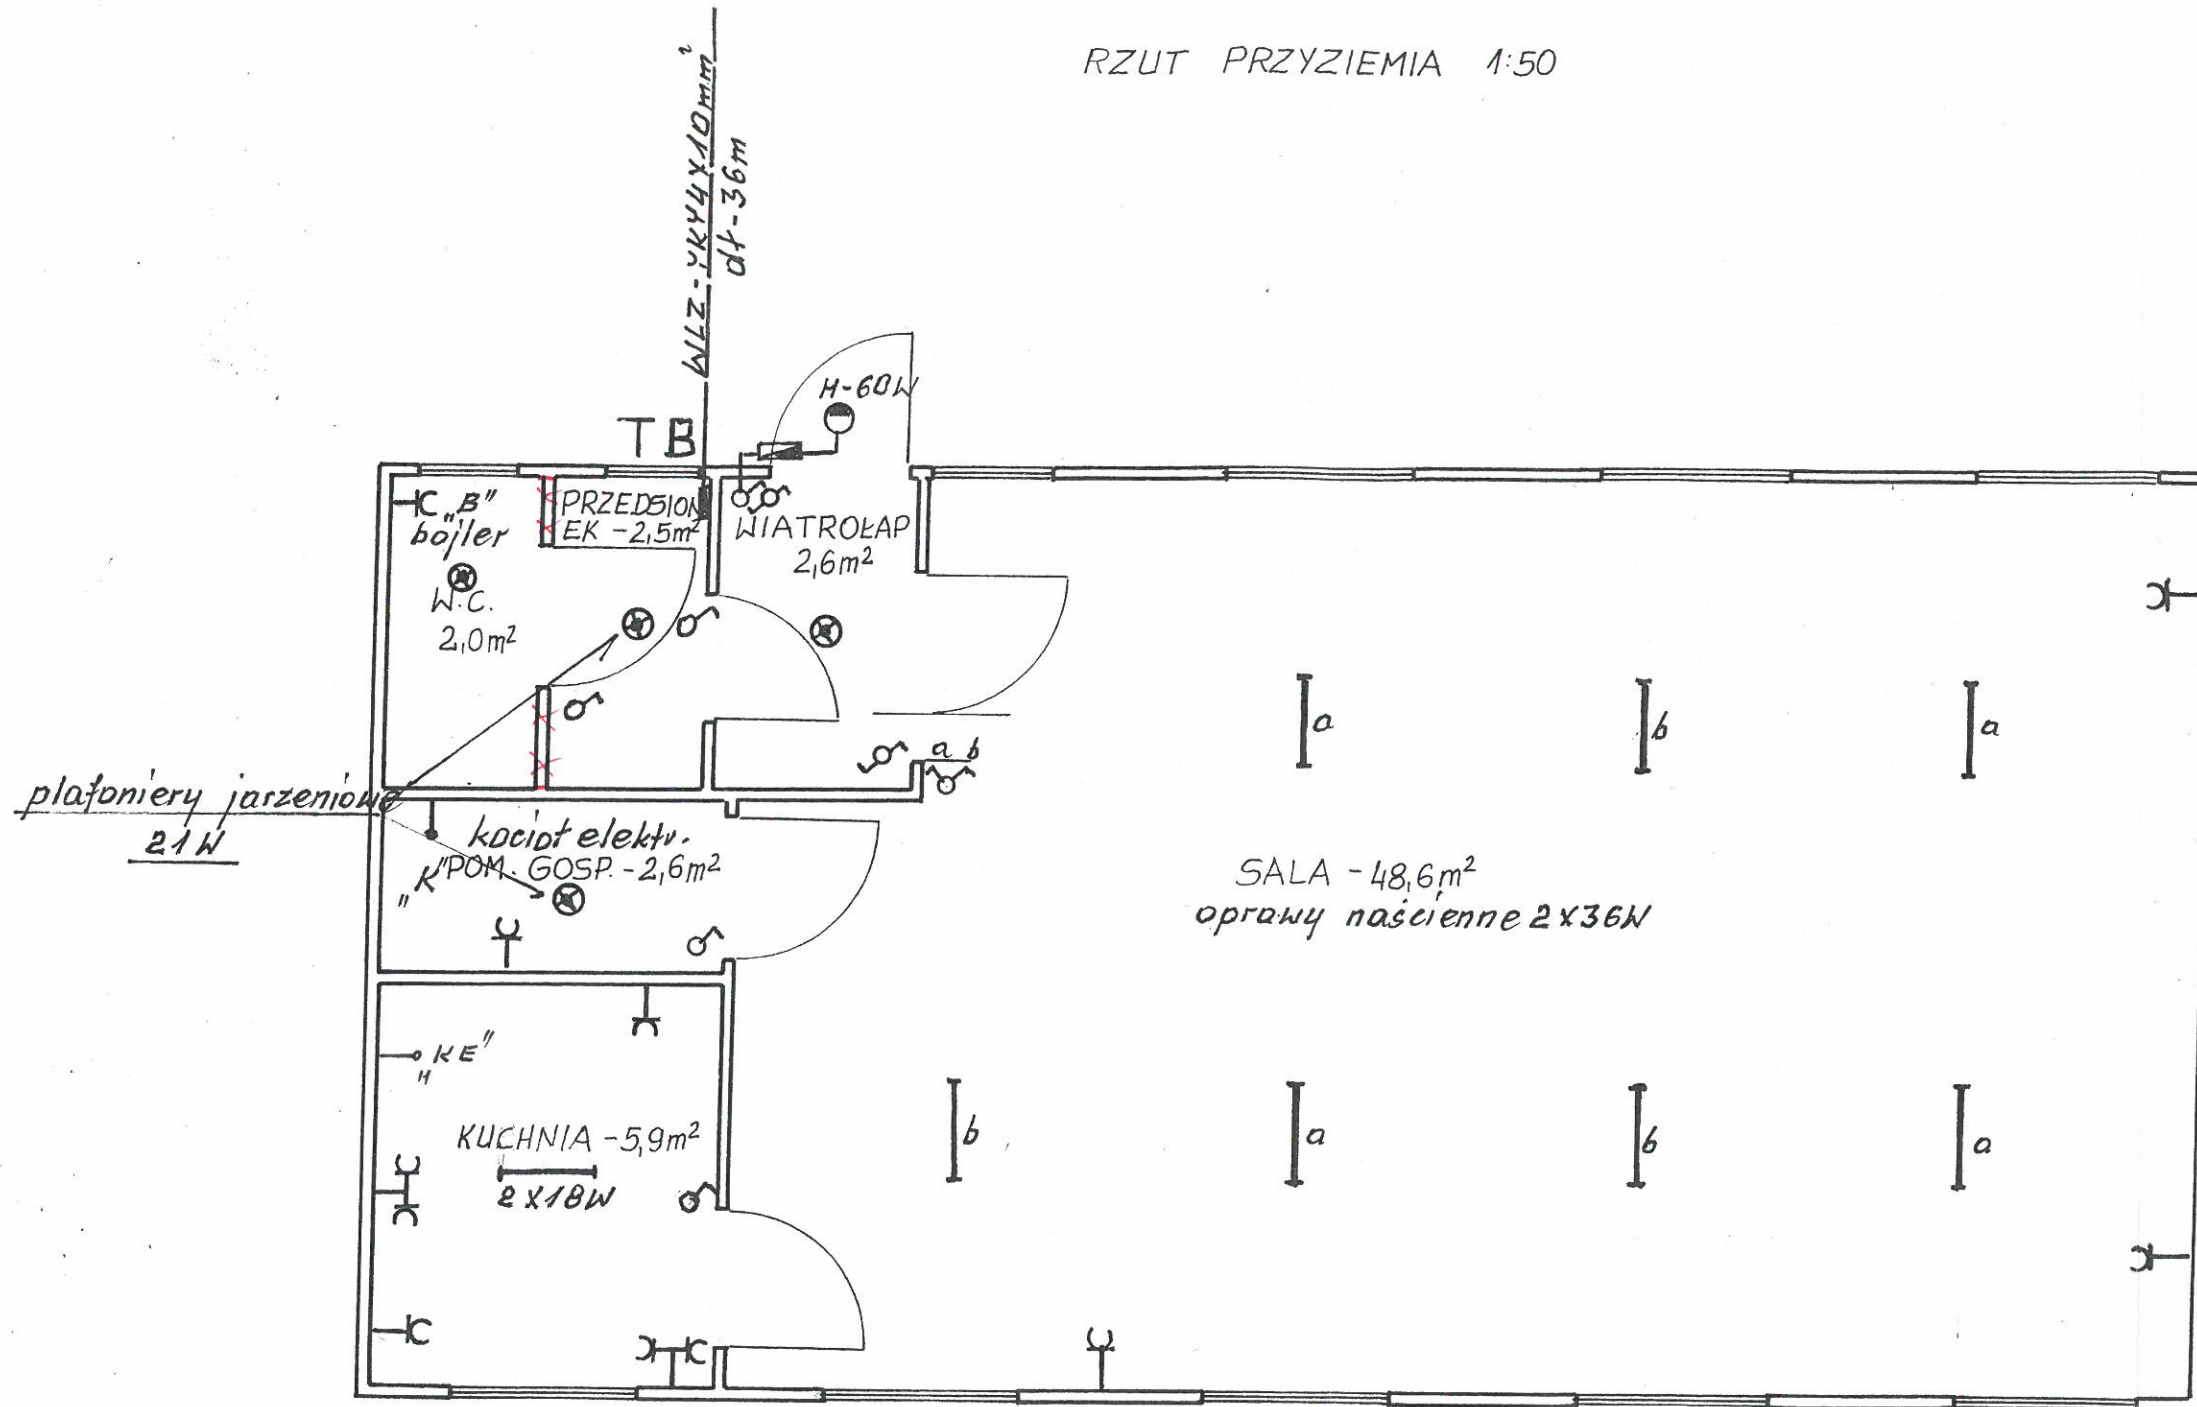 RZUT PRZYZIEMIA 1:50
WLZ-YKY4X10mm²
dł-36m
H-60W
TB
„B”
bojler
W.C.
2,0m²
PRZEDSION
EK -2,5m²
WIATROŁAP
2,6m²
a b
a
b
a
plafoniery jarzeniowe
21W
kocioł elektr.
„K”
POM. GOSP. -2,6m²
SALA -48,6m²
oprawy naścienne 2x36W
„KE”
KUCHNIA -5,9m²
2X18W
b
a
b
a